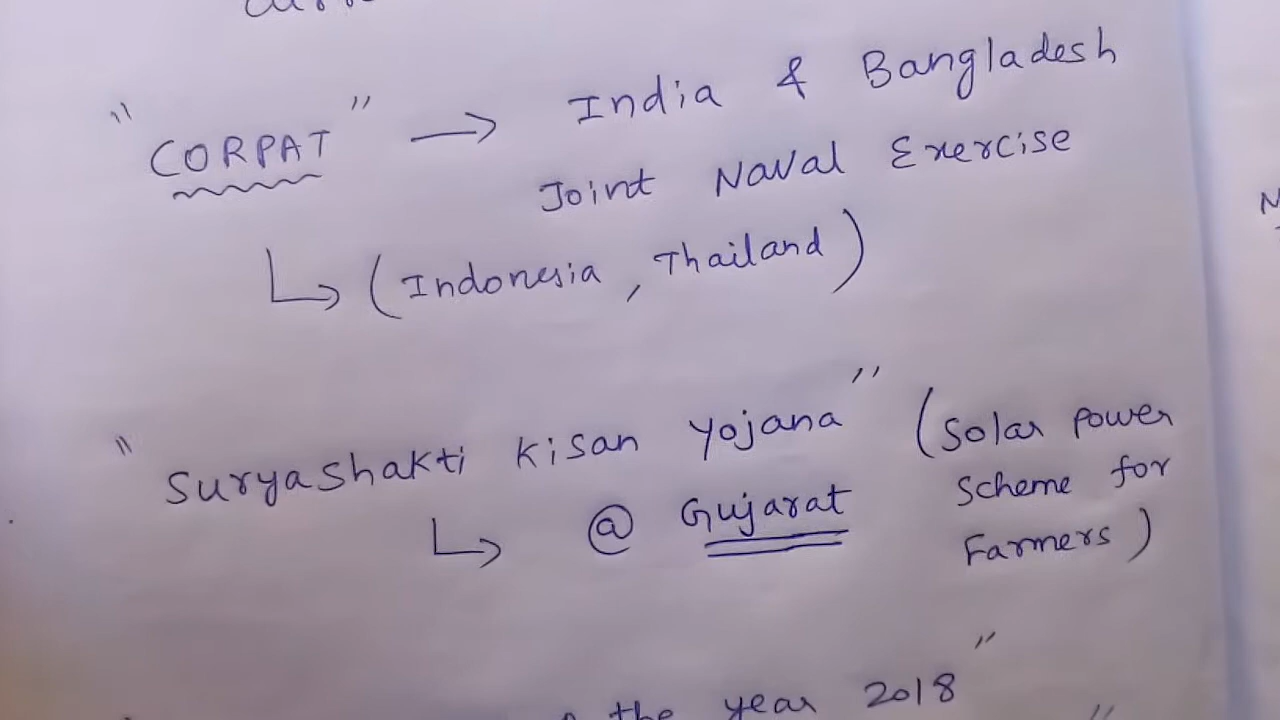 "CORPAT" → India & Bangladesh
Joint Naval Exercise
↳ (Indonesia, Thailand)
"Suryashakti Kisan Yojana" (Solar Power
Scheme for
↳ @ Gujarat
Farmers)
the year 2018"